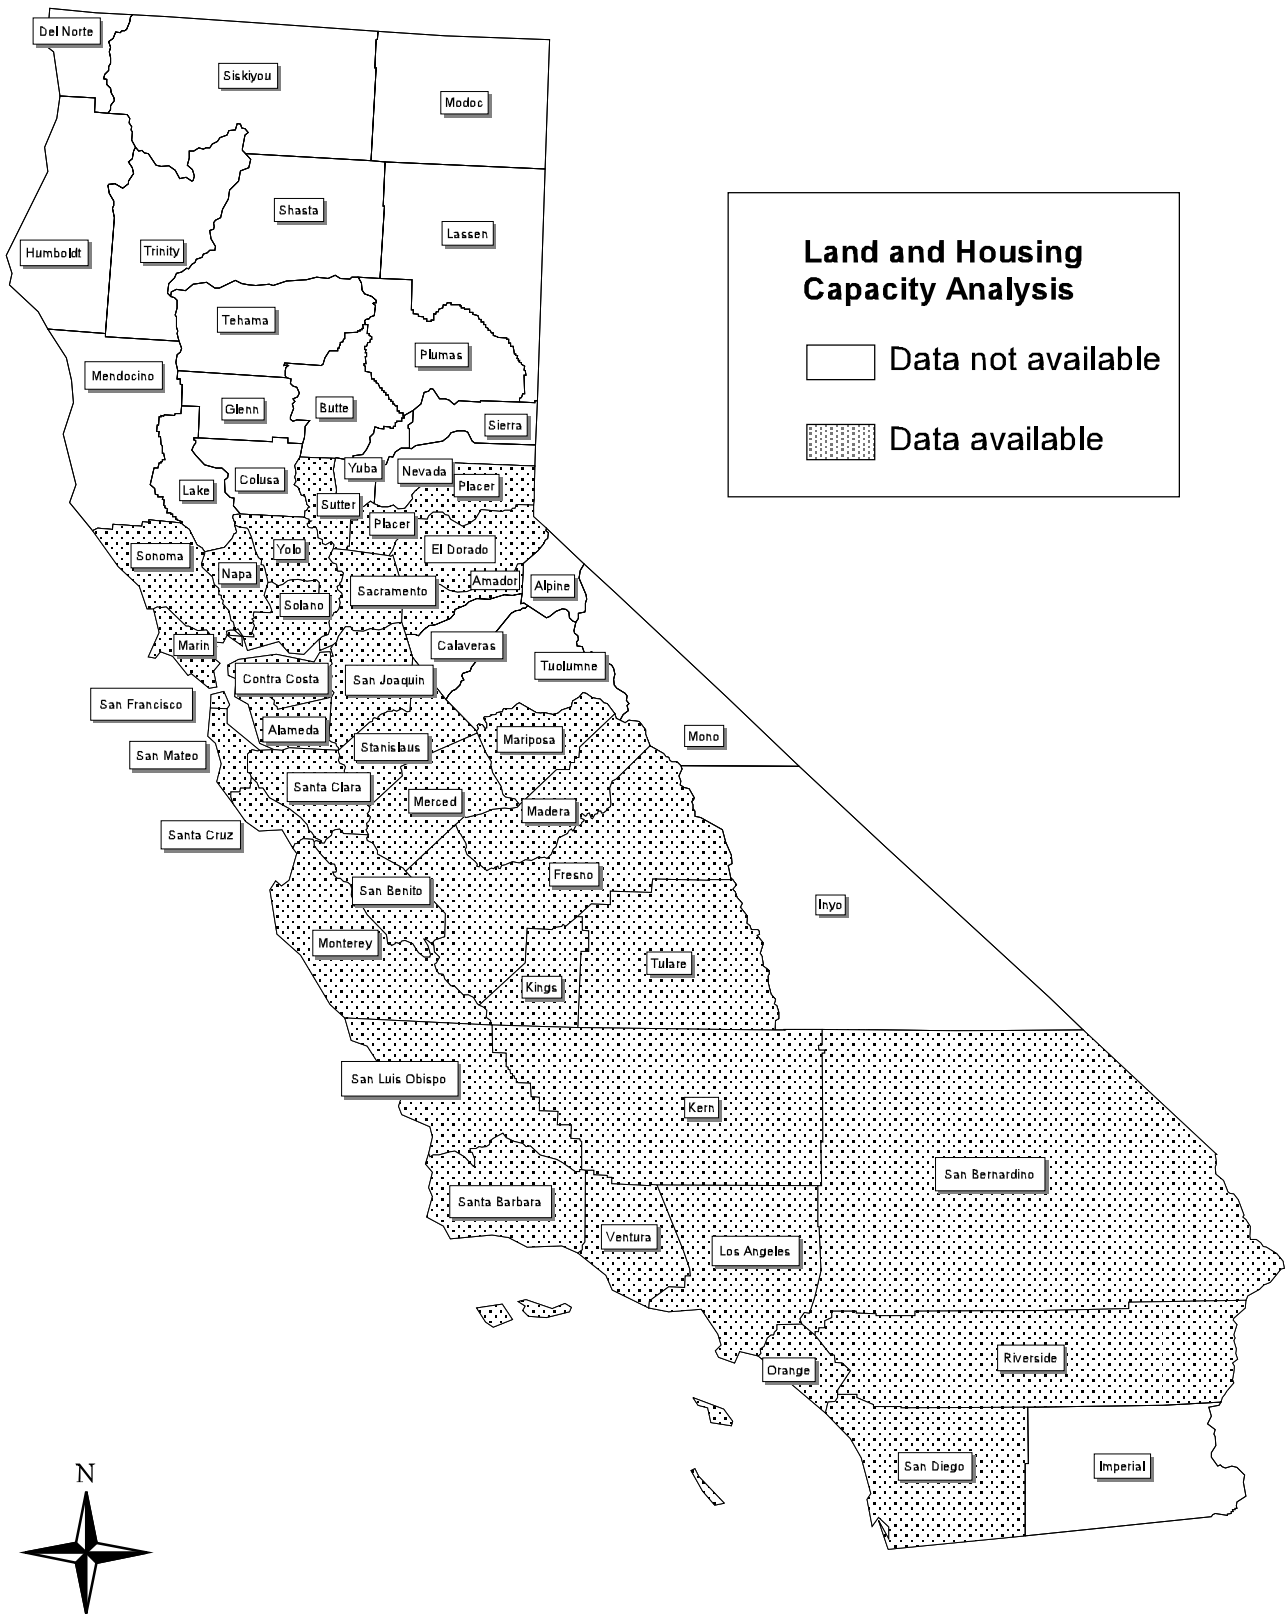 Del Norte
Siskiyou
Modoc
Shasta
Lassen
Humboldt
Trinity
Land and Housing
Capacity Analysis
Data not available
Data available
Tehama
Plumas
Mendocino
Glenn
Butte
Sierra
Yuba
Nevada
Colusa
Lake
Placer
Sutter
Placer
Sonoma
Yolo
El Dorado
Napa
Amador
Alpine
Sacramento
Solano
Marin
Calaveras
Tuolumne
Contra Costa
San Joaquin
San Francisco
Alameda
Mariposa
Mono
Stanislaus
San Mateo
Santa Clara
Merced
Madera
Santa Cruz
Fresno
San Benito
Inyo
Monterey
Tulare
Kings
San Luis Obispo
Kern
San Bernardino
Santa Barbara
Ventura
Los Angeles
Riverside
Orange
San Diego
Imperial
N